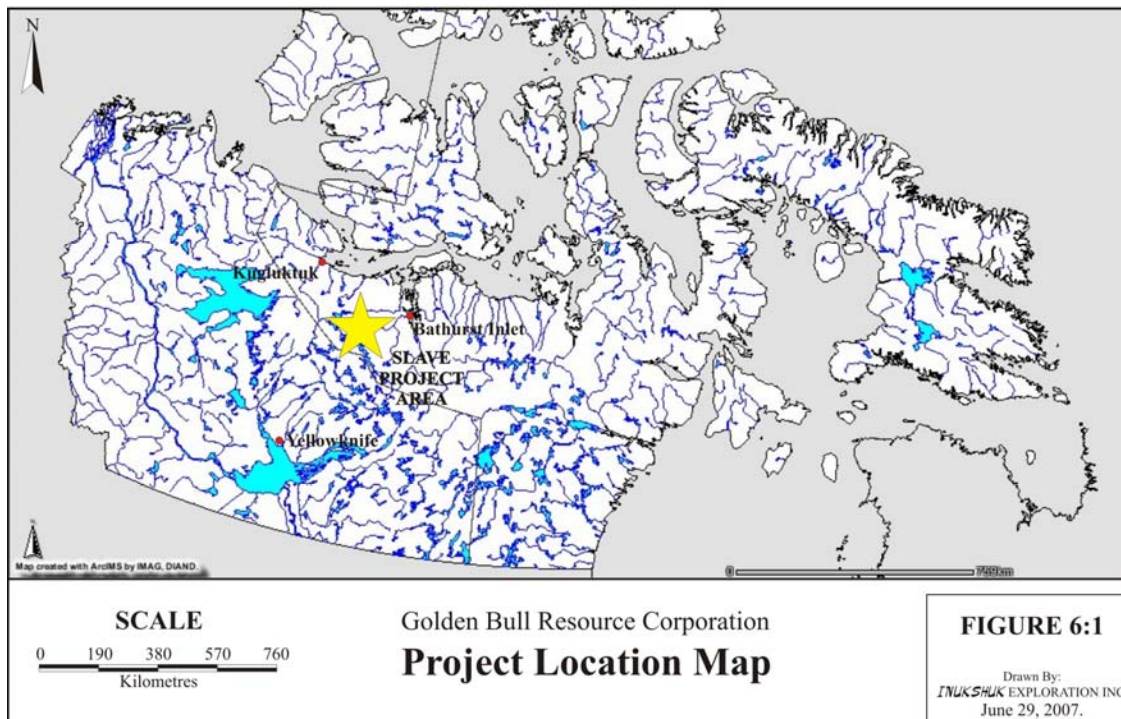 N
Kugluktuk
Bathurst Inlet
SLAVE
PROJECT
AREA
Yellowknife
Map created with ArcIMS by IMAG, DIAND.
0 759km
SCALE
0 190 380 570 760
Kilometres
Golden Bull Resource Corporation
Project Location Map
FIGURE 6:1
Drawn By:
INUKSHUK EXPLORATION INC
June 29, 2007.